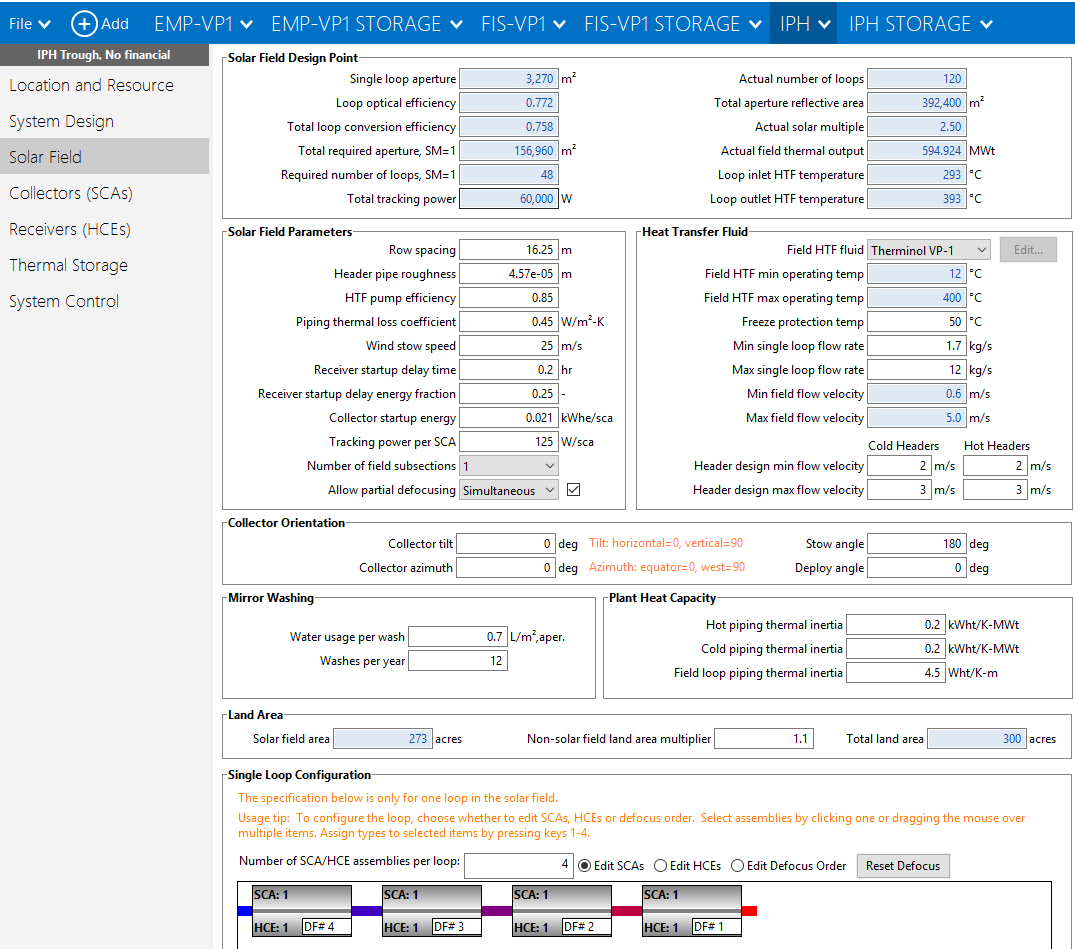 File Add EMP-VP1 EMP-VP1 STORAGE FIS-VP1 FIS-VP1 STORAGE IPH IPH STORAGE
IPH Trough, No financial
Location and Resource
System Design
Solar Field
Collectors (SCAs)
Receivers (HCEs)
Thermal Storage
System Control
Solar Field Design Point
Single loop aperture 3,270 m² Actual number of loops 120
Loop optical efficiency 0.772 Total aperture reflective area 392,400 m²
Total loop conversion efficiency 0.758 Actual solar multiple 2.50
Total required aperture, SM=1 156,960 m² Actual field thermal output 594.924 MWt
Required number of loops, SM=1 48 Loop inlet HTF temperature 293 °C
Total tracking power 60,000 W Loop outlet HTF temperature 393 °C
Solar Field Parameters
Row spacing 16.25 m
Header pipe roughness 4.57e-05 m
HTF pump efficiency 0.85
Piping thermal loss coefficient 0.45 W/m²-K
Wind stow speed 25 m/s
Receiver startup delay time 0.2 hr
Receiver startup delay energy fraction 0.25 -
Collector startup energy 0.021 kWhe/sca
Tracking power per SCA 125 W/sca
Number of field subsections 1
Allow partial defocusing Simultaneous
Heat Transfer Fluid
Field HTF fluid Therminol VP-1 Edit...
Field HTF min operating temp 12 °C
Field HTF max operating temp 400 °C
Freeze protection temp 50 °C
Min single loop flow rate 1.7 kg/s
Max single loop flow rate 12 kg/s
Min field flow velocity 0.6 m/s
Max field flow velocity 5.0 m/s
Cold Headers Hot Headers
Header design min flow velocity 2 m/s 2 m/s
Header design max flow velocity 3 m/s 3 m/s
Collector Orientation
Collector tilt 0 deg Tilt: horizontal=0, vertical=90 Stow angle 180 deg
Collector azimuth 0 deg Azimuth: equator=0, west=90 Deploy angle 0 deg
Mirror Washing
Water usage per wash 0.7 L/m²,aper.
Washes per year 12
Plant Heat Capacity
Hot piping thermal inertia 0.2 kWht/K-MWt
Cold piping thermal inertia 0.2 kWht/K-MWt
Field loop piping thermal inertia 4.5 Wht/K-m
Land Area
Solar field area 273 acres Non-solar field land area multiplier 1.1 Total land area 300 acres
Single Loop Configuration
The specification below is only for one loop in the solar field.
Usage tip: To configure the loop, choose whether to edit SCAs, HCEs or defocus order. Select assemblies by clicking one or dragging the mouse over
multiple items. Assign types to selected items by pressing keys 1-4.
Number of SCA/HCE assemblies per loop: 4 Edit SCAs Edit HCEs Edit Defocus Order Reset Defocus
SCA: 1 SCA: 1 SCA: 1 SCA: 1
HCE: 1 DF# 4 HCE: 1 DF# 3 HCE: 1 DF# 2 HCE: 1 DF# 1